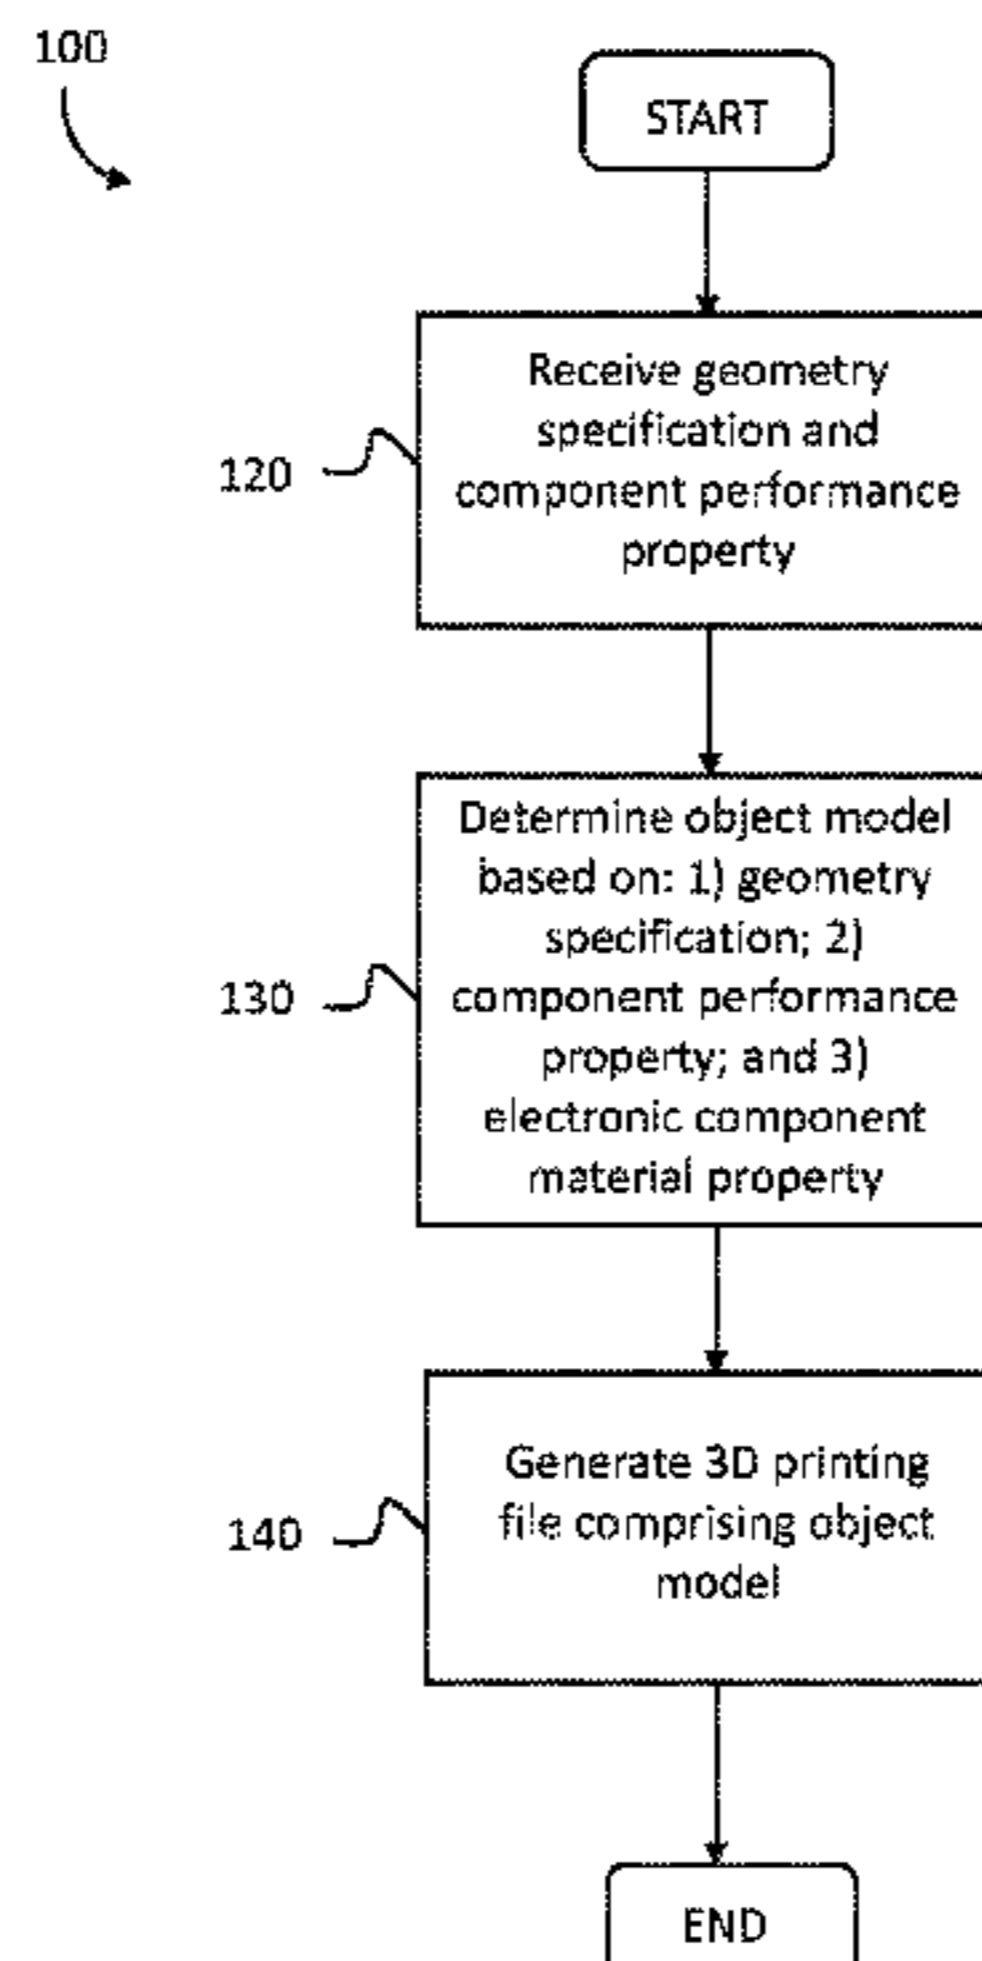 100
START
Receive geometry
specification and
component performance
property
120
Determine object model
based on: 1) geometry
specification; 2)
component performance
property; and 3)
electronic component
material property
130
Generate 3D printing
file comprising object
model
140
END